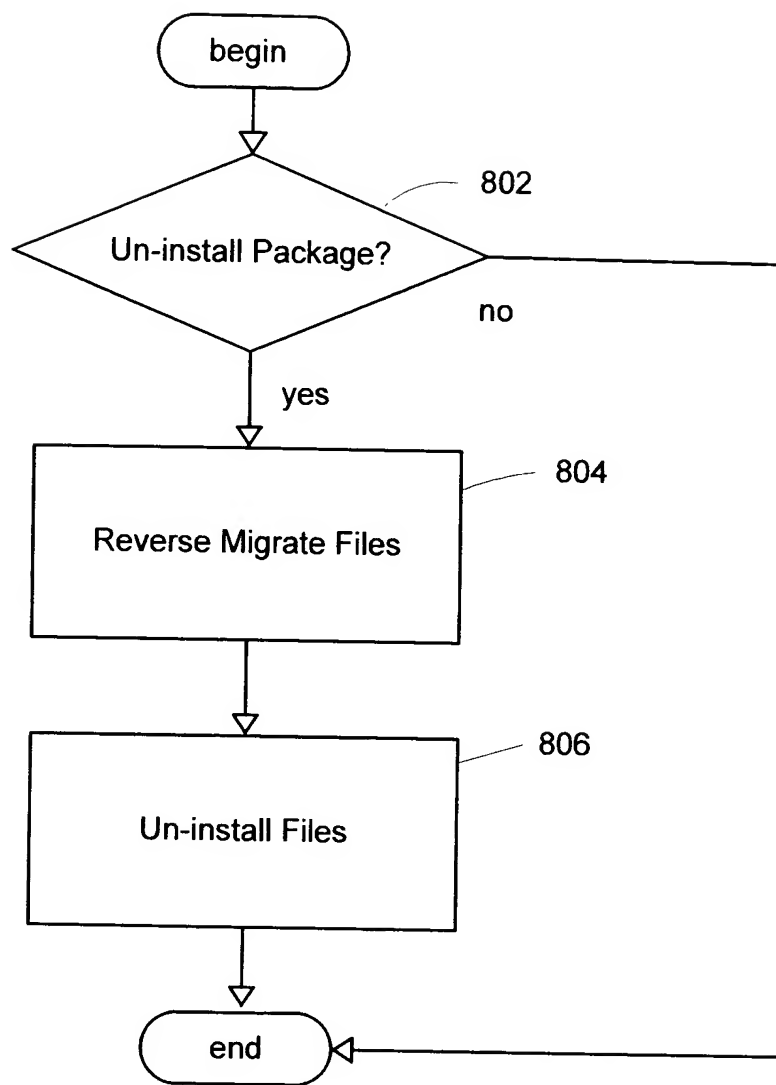 begin
802
Un-install Package?
no
yes
804
Reverse Migrate Files
806
Un-install Files
end